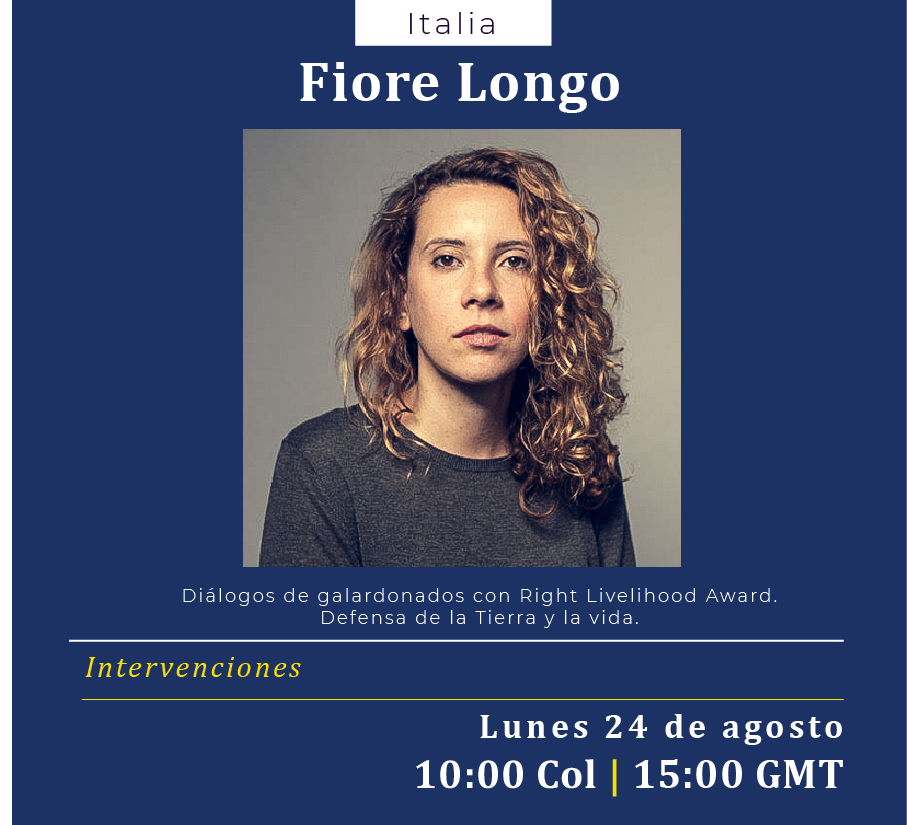 Italia
Fiore Longo
Diálogos de galardonados con Right Livelihood Award.
Defensa de la Tierra y la vida.
Intervenciones
Lunes 24 de agosto
10:00 Col | 15:00 GMT